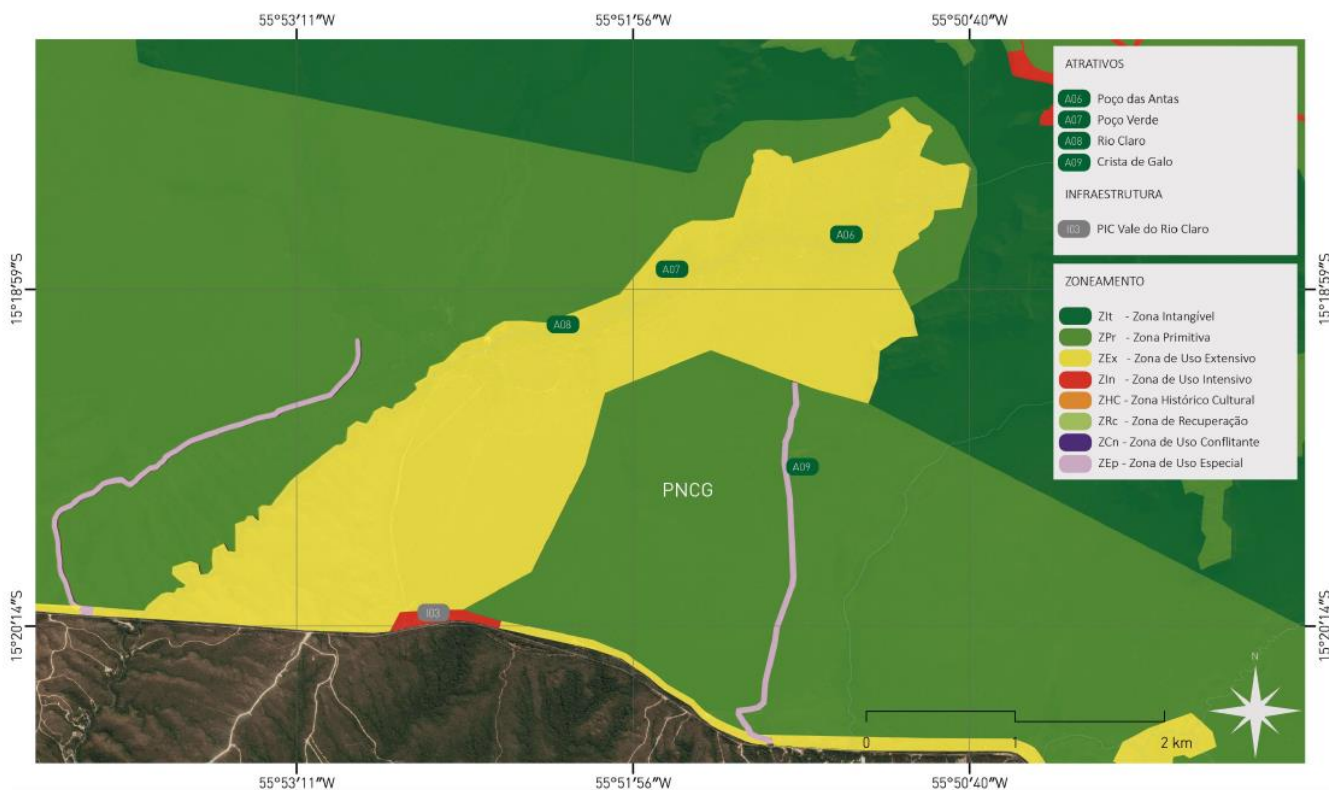 55°53′11″W
55°51′56″W
55°50′40″W
ATRATIVOS
A06 Poço das Antas
A07 Poço Verde
A08 Rio Claro
A09 Crista de Galo
INFRAESTRUTURA
I03 PIC Vale do Rio Claro
ZONEAMENTO
ZIt - Zona Intangível
ZPr - Zona Primitiva
ZEx - Zona de Uso Extensivo
ZIn - Zona de Uso Intensivo
ZHC - Zona Histórico Cultural
ZRc - Zona de Recuperação
ZCn - Zona de Uso Conflitante
ZEp - Zona de Uso Especial
A06
A07
15°18′59″S
15°18′59″S
A08
A09
PNCG
I03
15°20′14″S
15°20′14″S
N
0 1 2 km
55°53′11″W
55°51′56″W
55°50′40″W